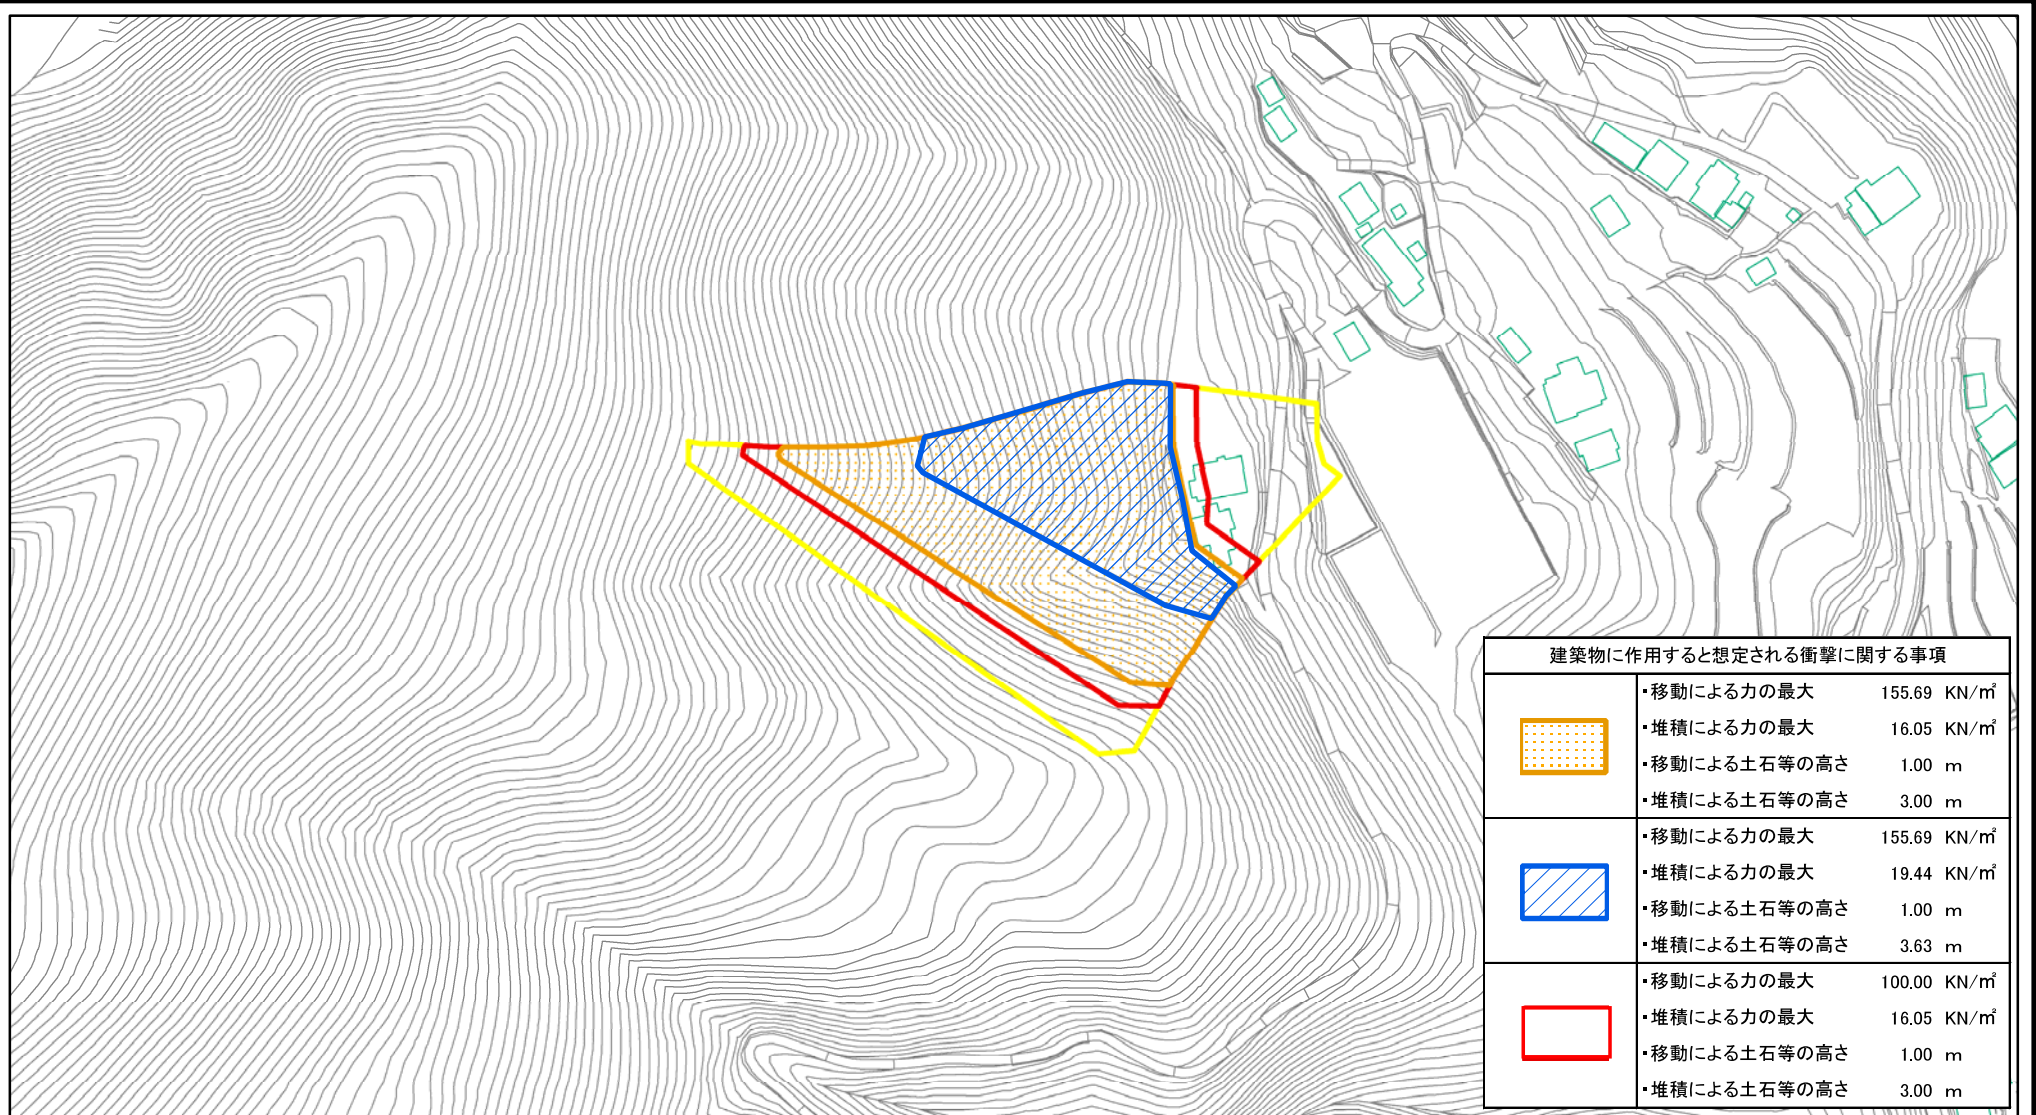 建築物に作用すると想定される衝撃に関する事項
・移動による力の最大 155.69 KN/㎡
・堆積による力の最大 16.05 KN/㎡
・移動による土石等の高さ 1.00 m
・堆積による土石等の高さ 3.00 m
・移動による力の最大 155.69 KN/㎡
・堆積による力の最大 19.44 KN/㎡
・移動による土石等の高さ 1.00 m
・堆積による土石等の高さ 3.63 m
・移動による力の最大 100.00 KN/㎡
・堆積による力の最大 16.05 KN/㎡
・移動による土石等の高さ 1.00 m
・堆積による土石等の高さ 3.00 m